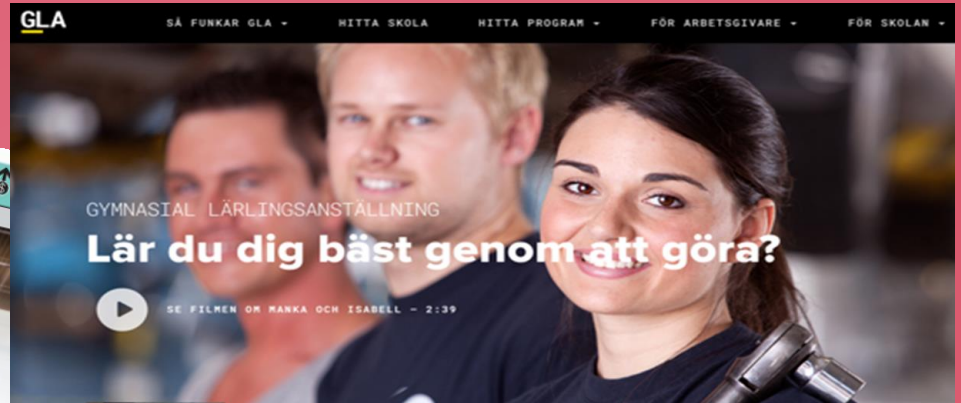 GLA
SÅ FUNKAR GLA
HITTA SKOLA
HITTA PROGRAM
FÖR ARBETSGIVARE
FÖR SKOLAN
GYMNASIAL LÄRLINGSANSTÄLLNING
Lär du dig bäst genom att göra?
SE FILMEN OM MANKA OCH ISABELL – 2:39